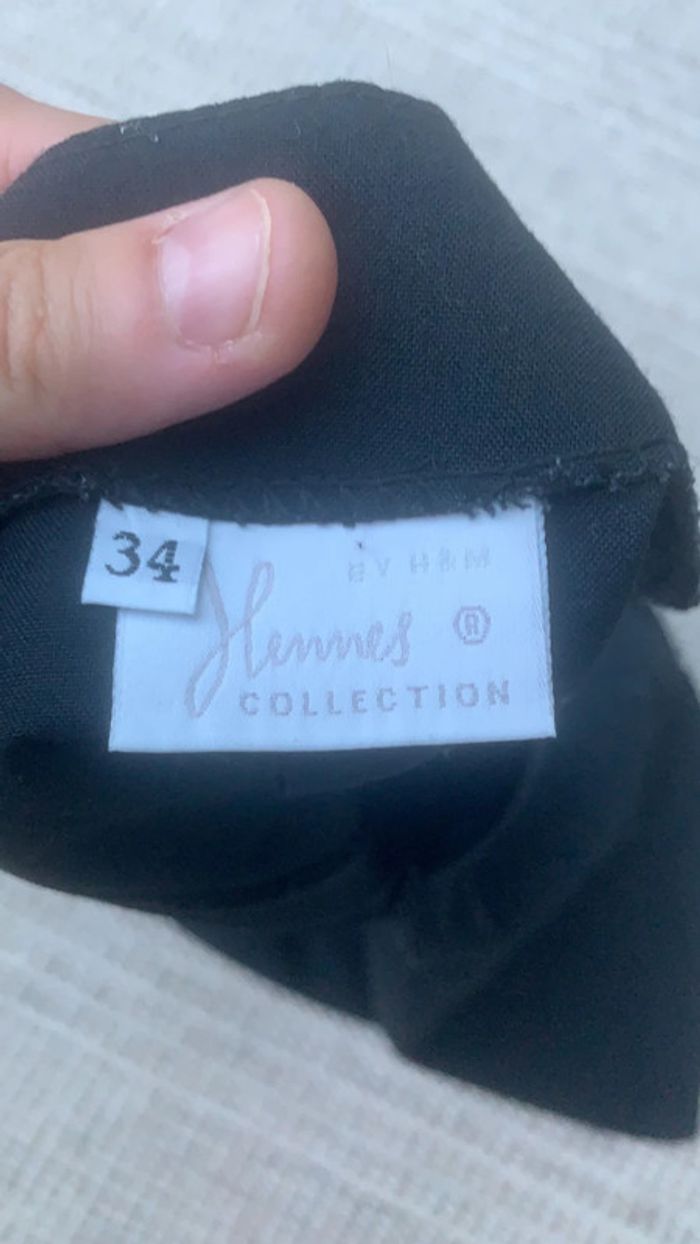 34
BY H&M
Hennes ®
COLLECTION